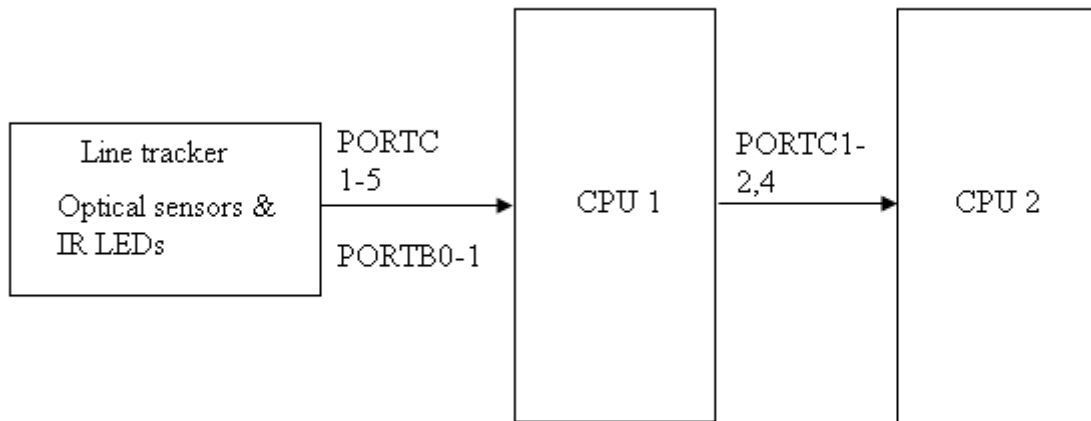 Line tracker
Optical sensors &
IR LEDs
PORTC
1-5
PORTB0-1
CPU 1
PORTC1-
2,4
CPU 2